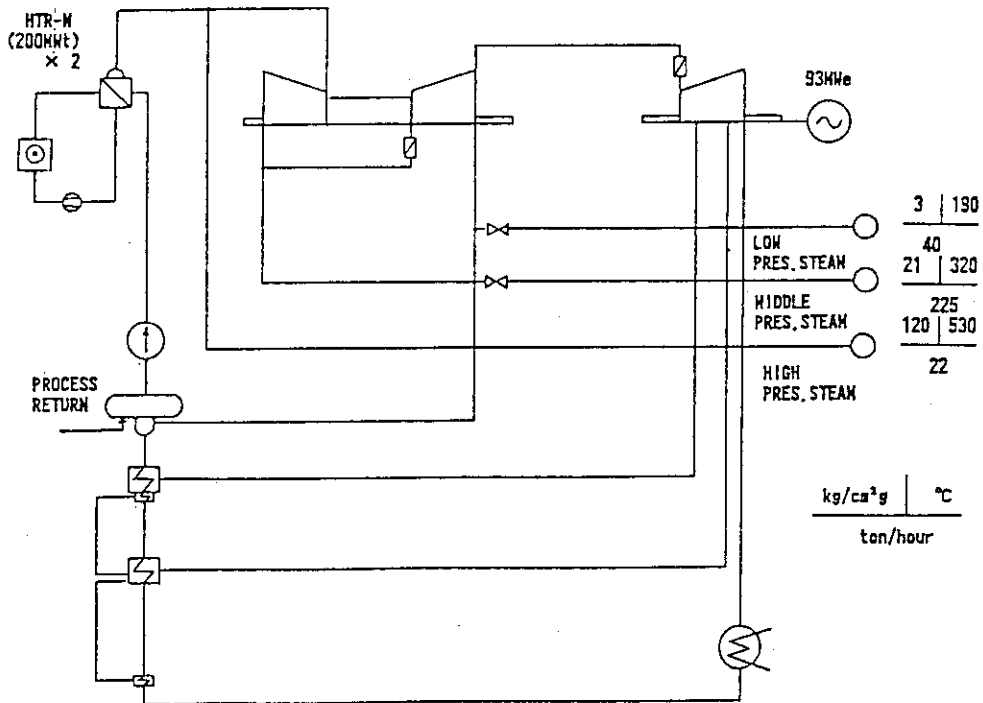 HTR-M
(200MWt)
× 2
93MWe
3 | 190
40
LOW
PRES.STEAM
21 | 320
225
MIDDLE
PRES.STEAM
120 | 530
22
HIGH
PRES.STEAM
PROCESS
RETURN
kg/cm²g | °C
ton/hour